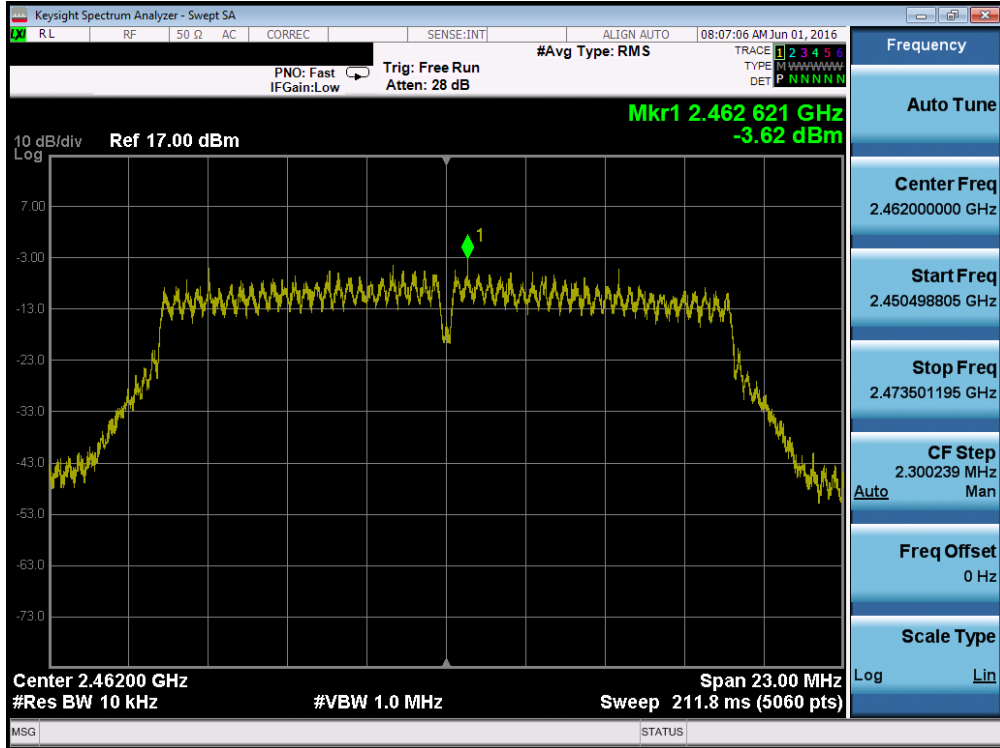 Keysight Spectrum Analyzer - Swept SA
LXI RL RF 50 Ω AC CORREC SENSE:INT ALIGN AUTO 08:07:06 AM Jun 01, 2016
#Avg Type: RMS
TRACE 1 2 3 4 5 6
TYPE M WWWWW
DET P N N N N N
PNO: Fast
IFGain:Low
Trig: Free Run
Atten: 28 dB
Mkr1 2.462 621 GHz
-3.62 dBm
10 dB/div Ref 17.00 dBm
Log
7.00
-3.00
-13.0
-23.0
-33.0
-43.0
-53.0
-63.0
-73.0
1
Center 2.46200 GHz Span 23.00 MHz
#Res BW 10 kHz #VBW 1.0 MHz Sweep 211.8 ms (5060 pts)
MSG STATUS
Frequency
Auto Tune
Center Freq
2.462000000 GHz
Start Freq
2.450498805 GHz
Stop Freq
2.473501195 GHz
CF Step
2.300239 MHz
Auto Man
Freq Offset
0 Hz
Scale Type
Log Lin